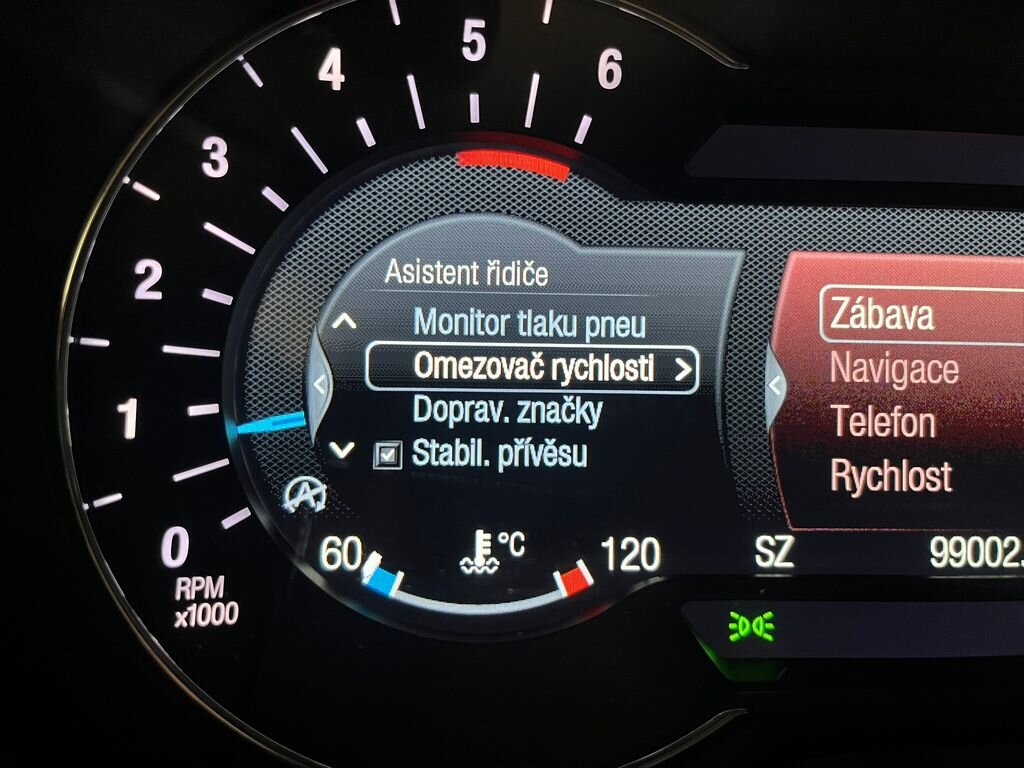 5
4
6
3
2
1
0
RPM
x1000
Asistent řidiče
Monitor tlaku pneu
Omezovač rychlosti
Doprav. značky
Stabil. přívěsu
60
°C
120
Zábava
Navigace
Telefon
Rychlost
SZ
99002.